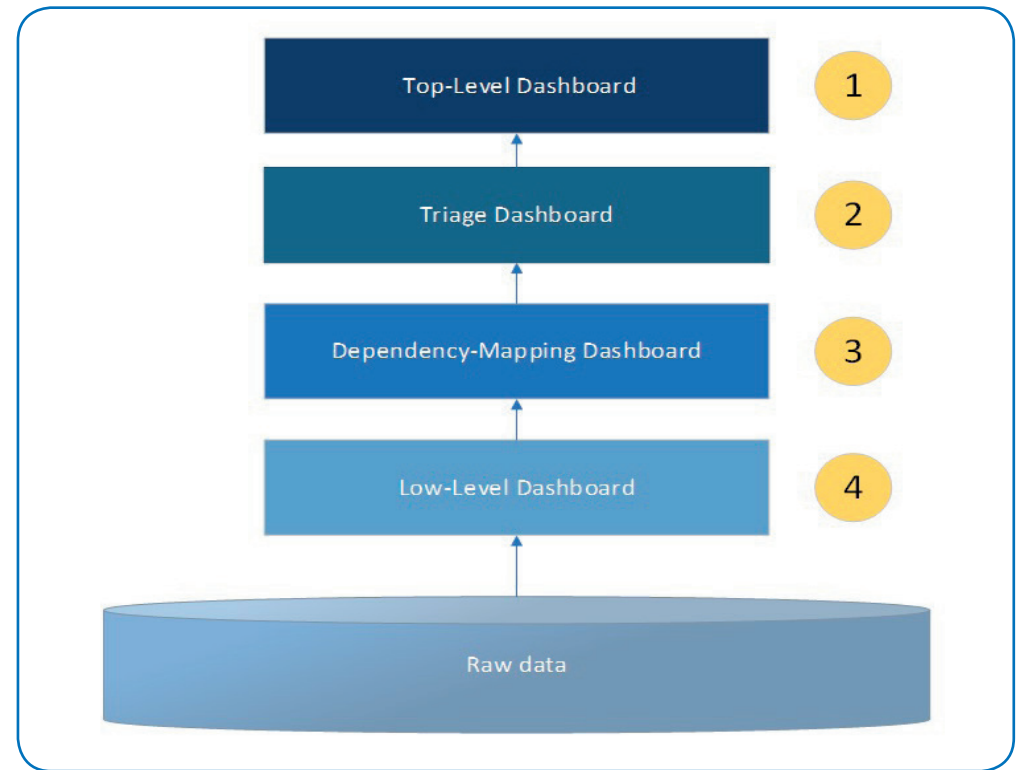 Top-Level Dashboard
1
Triage Dashboard
2
Dependency-Mapping Dashboard
3
Low-Level Dashboard
4
Raw data